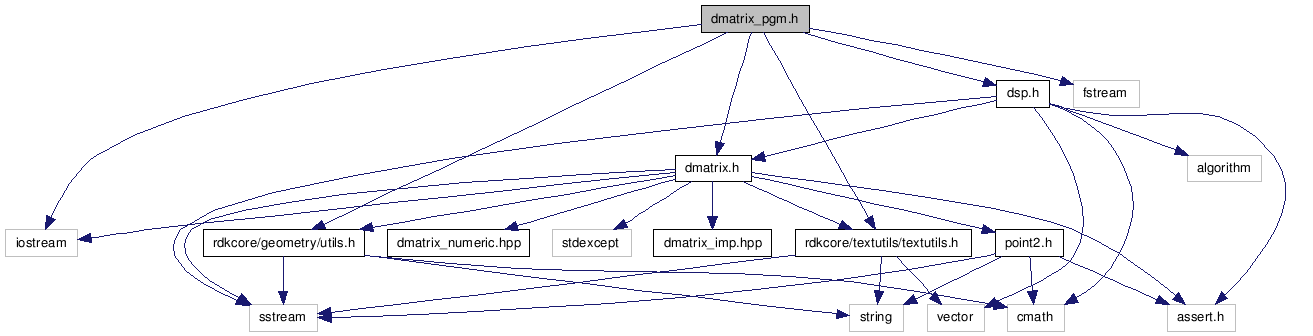 dmatrix_pgm.h
dsp.h
fstream
dmatrix.h
algorithm
iostream
rdkcore/geometry/utils.h
dmatrix_numeric.hpp
stdexcept
dmatrix_imp.hpp
rdkcore/textutils/textutils.h
point2.h
sstream
string
vector
cmath
assert.h